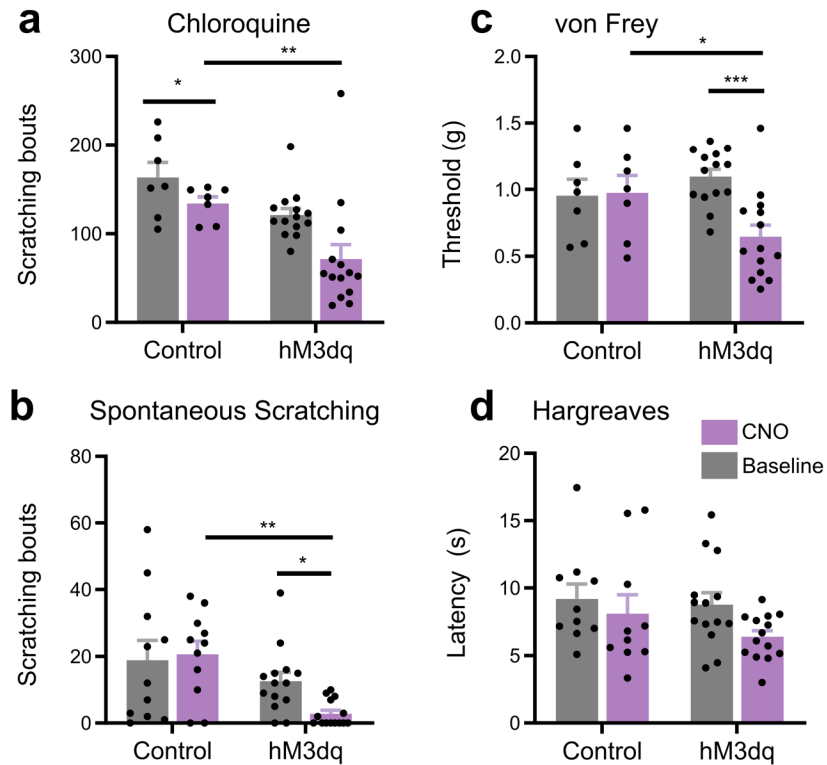 a
Chloroquine
Scratching bouts
300
200
100
0
*
**
Control
hM3dq
c
von Frey
Threshold (g)
2.0
1.5
1.0
0.5
0.0
*
***
Control
hM3dq
b
Spontaneous Scratching
Scratching bouts
80
60
40
20
0
**
*
Control
hM3dq
d
Hargreaves
CNO
Baseline
Latency (s)
20
15
10
5
0
Control
hM3dq